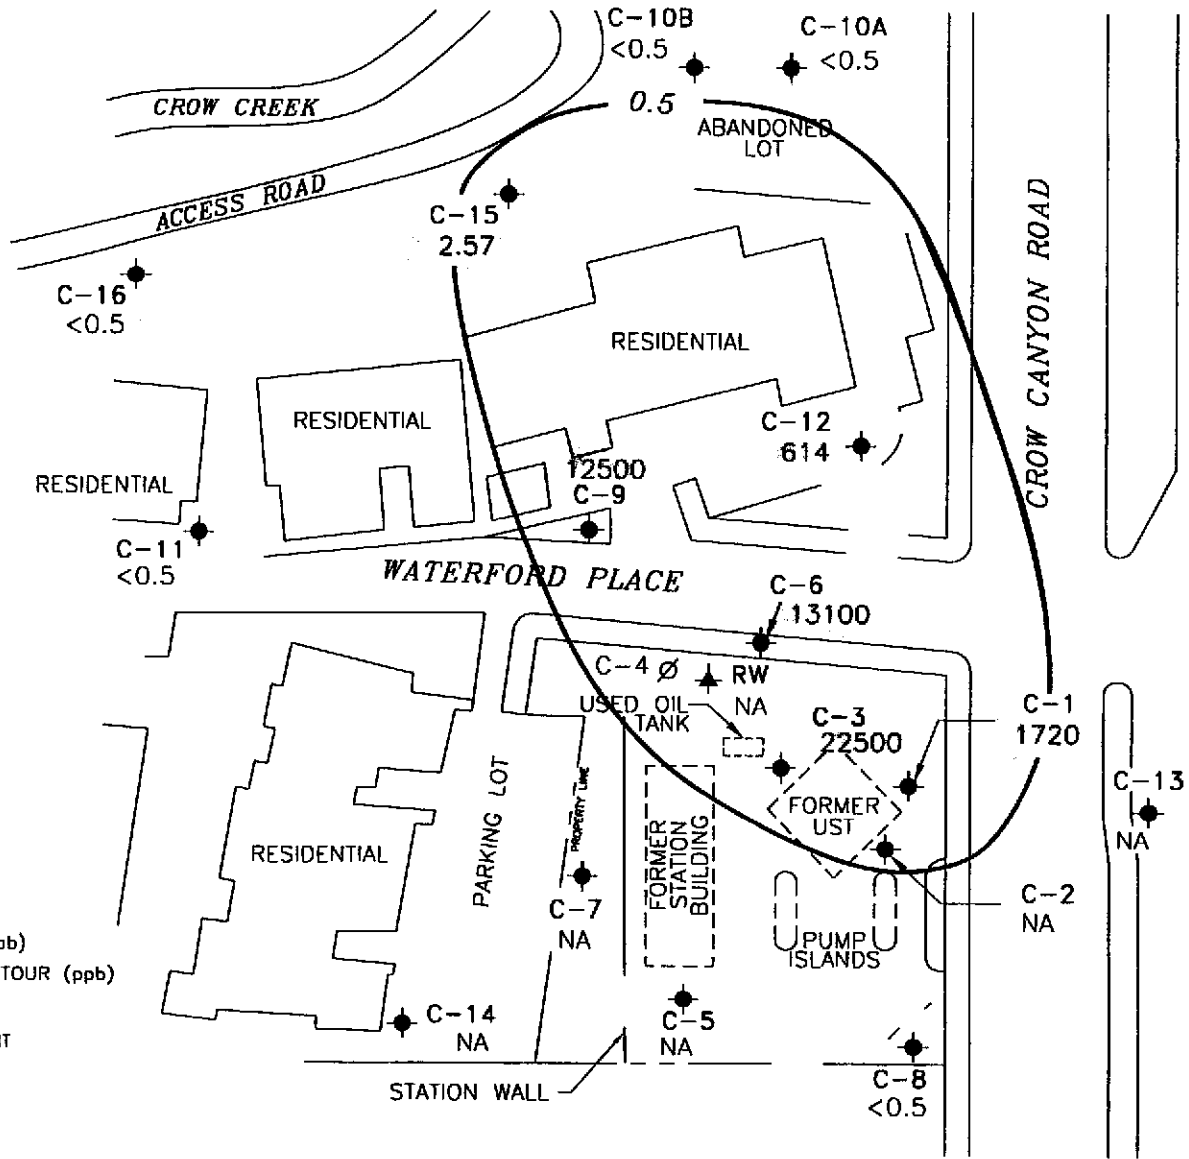 C-10B
<0.5
C-10A
<0.5
CROW CREEK
0.5
ABANDONED
LOT
ACCESS ROAD
C-15
2.57
CROW CANYON ROAD
C-16
<0.5
RESIDENTIAL
RESIDENTIAL
C-12
614
RESIDENTIAL
12500
C-9
C-11
<0.5
WATERFORD PLACE
C-6
13100
C-4 Ø
RW
NA
USED OIL
TANK
C-3
22500
C-1
1720
C-13
NA
PROPERTY LINE
PARKING LOT
FORMER
UST
FORMER
STATION
BUILDING
RESIDENTIAL
C-7
NA
C-2
NA
PUMP
ISLANDS
TOUR (ppb)
C-14
NA
C-5
NA
STATION WALL
C-8
<0.5